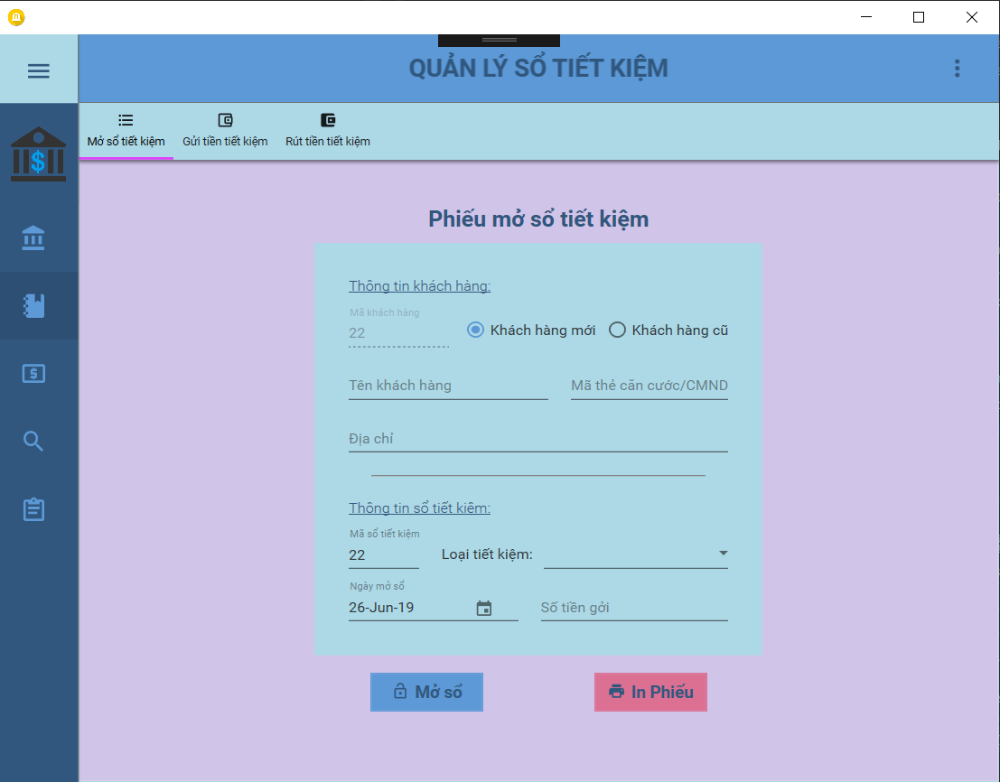 QUẢN LÝ SỔ TIẾT KIỆM
Mở sổ tiết kiệm Gửi tiền tiết kiệm Rút tiền tiết kiệm
$
Phiếu mở sổ tiết kiệm
Thông tin khách hàng:
Mã khách hàng
22 Khách hàng mới Khách hàng cũ
Tên khách hàng Mã thẻ căn cước/CMND
Địa chỉ
Thông tin sổ tiết kiêm:
Mã sổ tiết kiệm
22 Loại tiết kiệm:
Ngày mở sổ
26-Jun-19 Số tiền gởi
Mở sổ In Phiếu